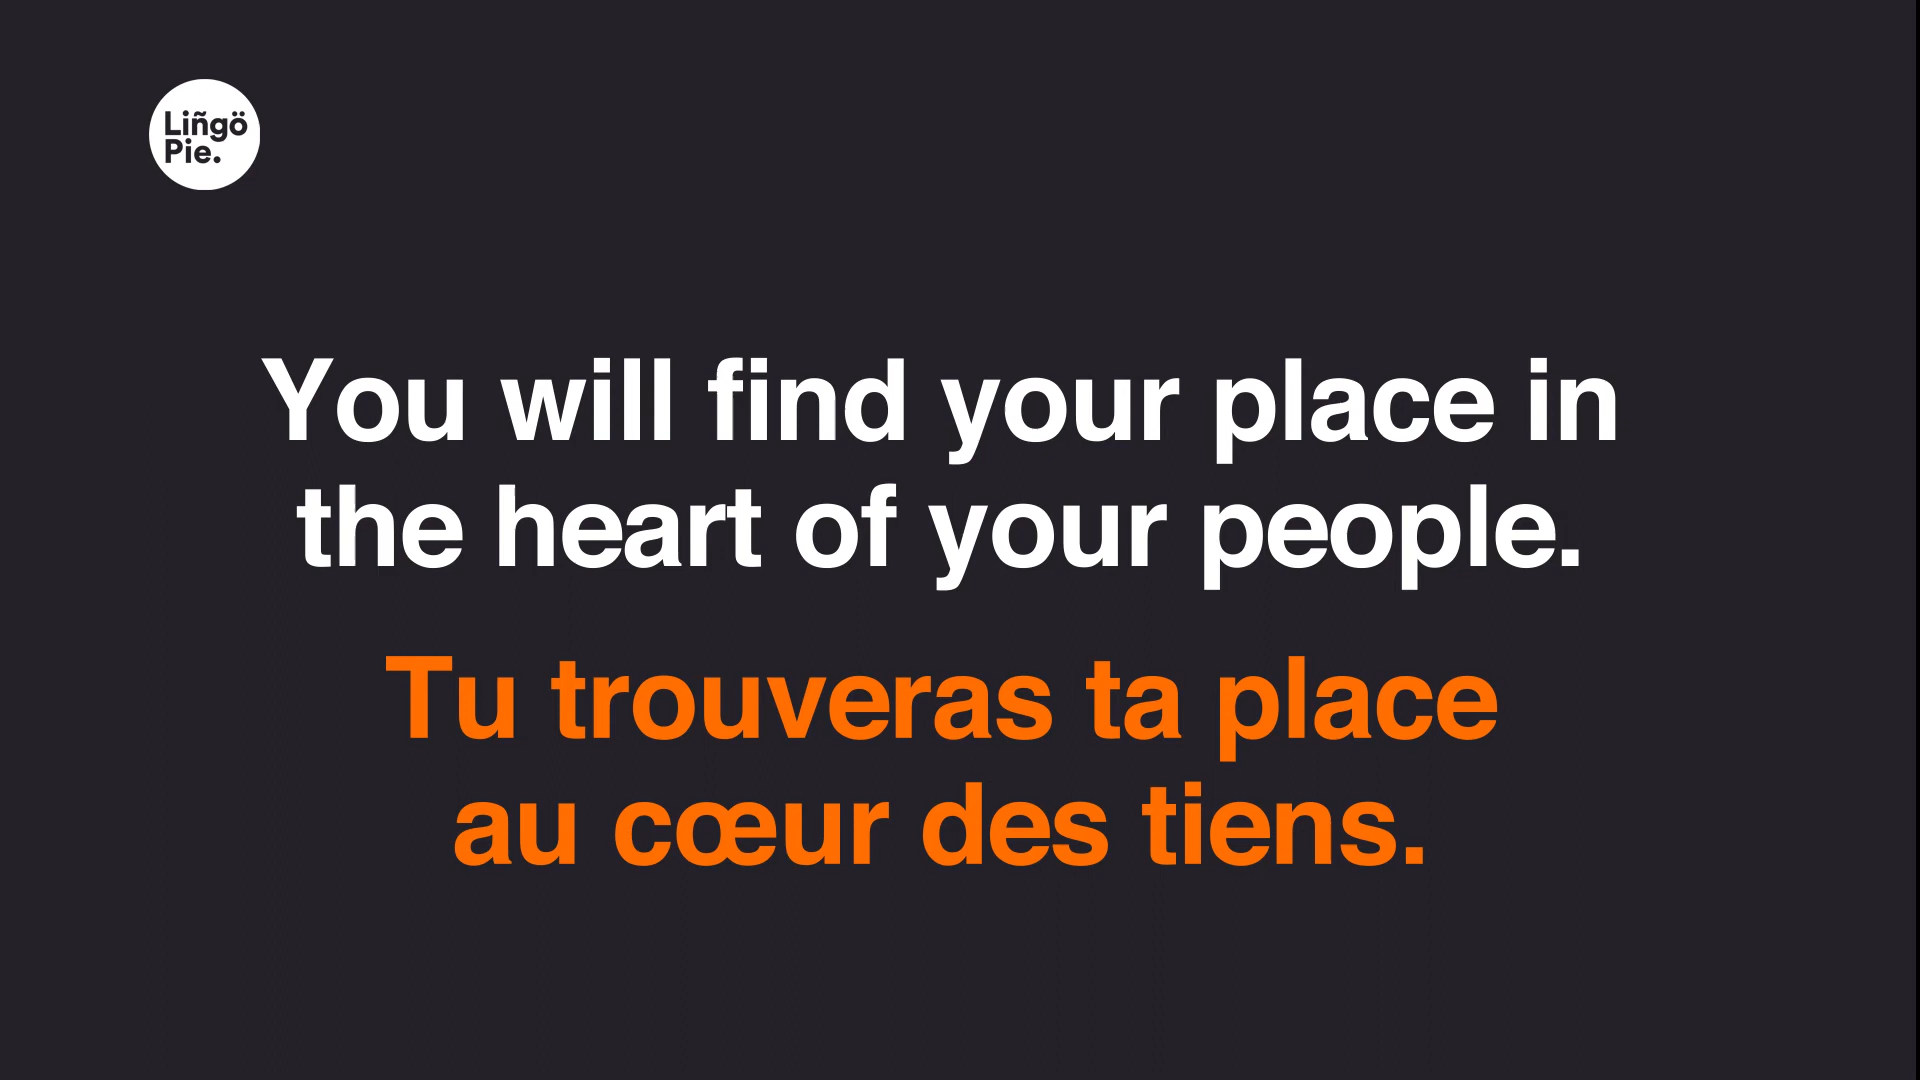 Liñgö
Pie.
You will find your place in
the heart of your people.
Tu trouveras ta place
au cœur des tiens.